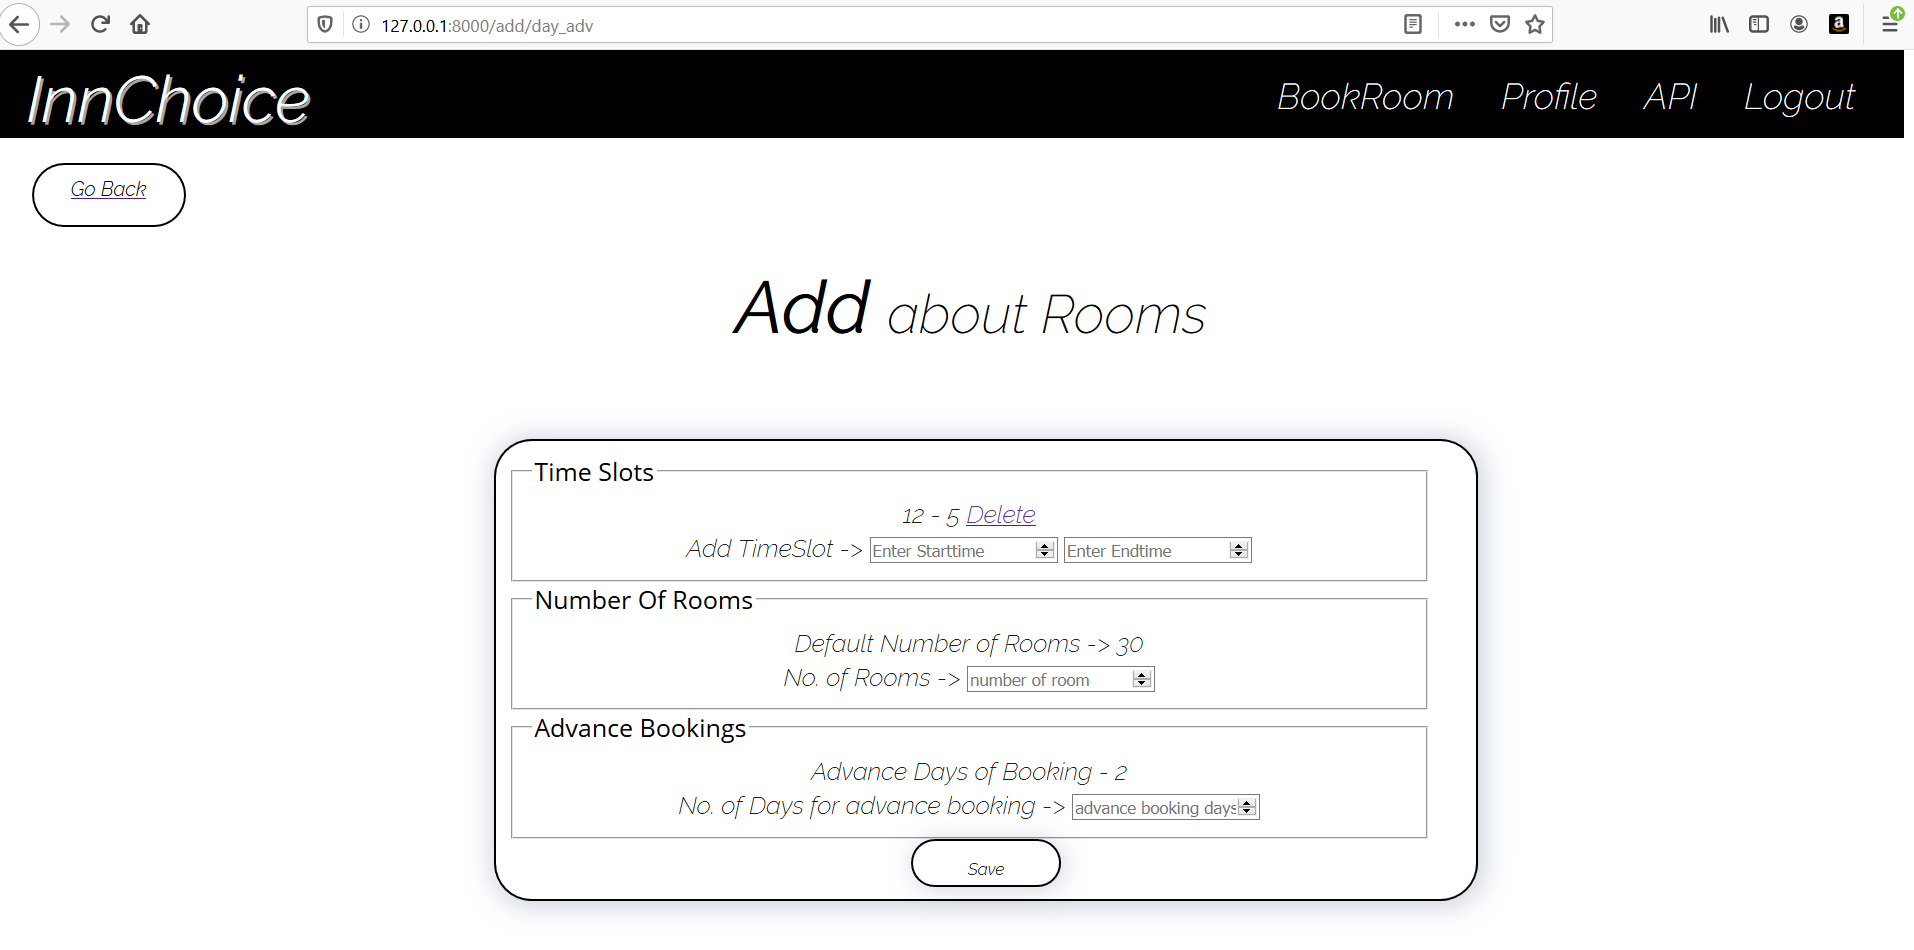 127.0.0.1:8000/add/day_adv
InnChoice BookRoom Profile API Logout
Go Back
Add about Rooms
Time Slots
12 - 5 Delete
Add TimeSlot -> Enter Starttime Enter Endtime
Number Of Rooms
Default Number of Rooms -> 30
No. of Rooms -> number of room
Advance Bookings
Advance Days of Booking - 2
No. of Days for advance booking -> advance booking days
Save